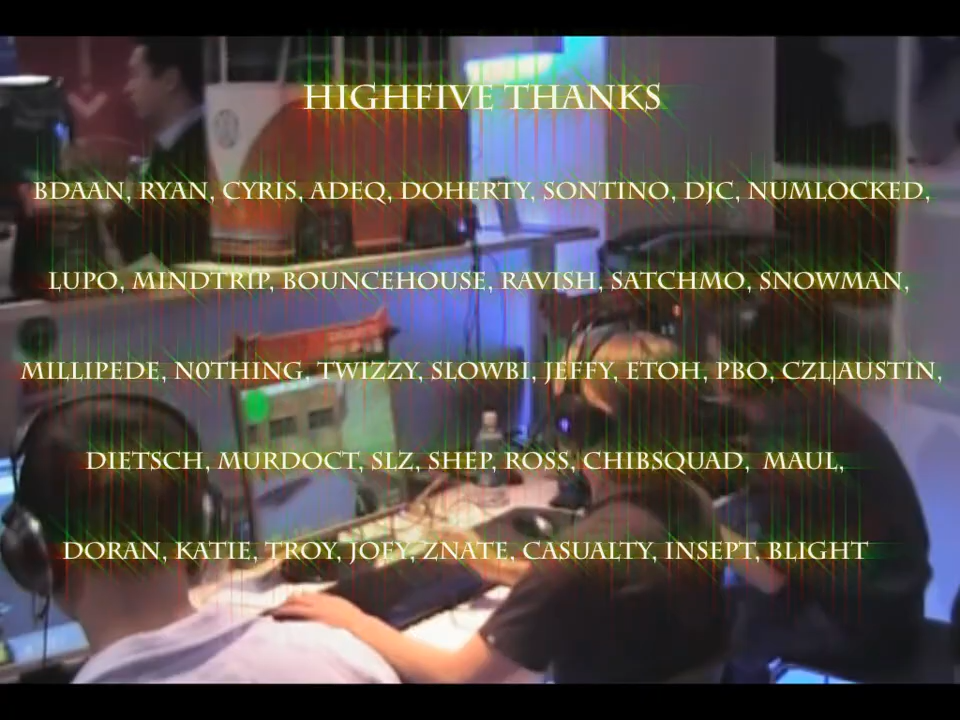 HIGHFIVE THANKS
BDAAN, RYAN, CYRIS, ADEQ, DOHERTY, SONTINO, DJC, NUMLOCKED,
LUPO, MINDTRIP, BOUNCEHOUSE, RAVISH, SATCHMO, SNOWMAN,
MILLIPEDE, N0THING, TWIZZY, SLOWBI, JEFFY, ETOH, PBO, CZL|AUSTIN,
DIETSCH, MURDOCT, SLZ, SHEP, ROSS, CHIBSQUAD, MAUL,
DORAN, KATIE, TROY, JOEY, ZNATE, CASUALTY, INSEPT, BLIGHT